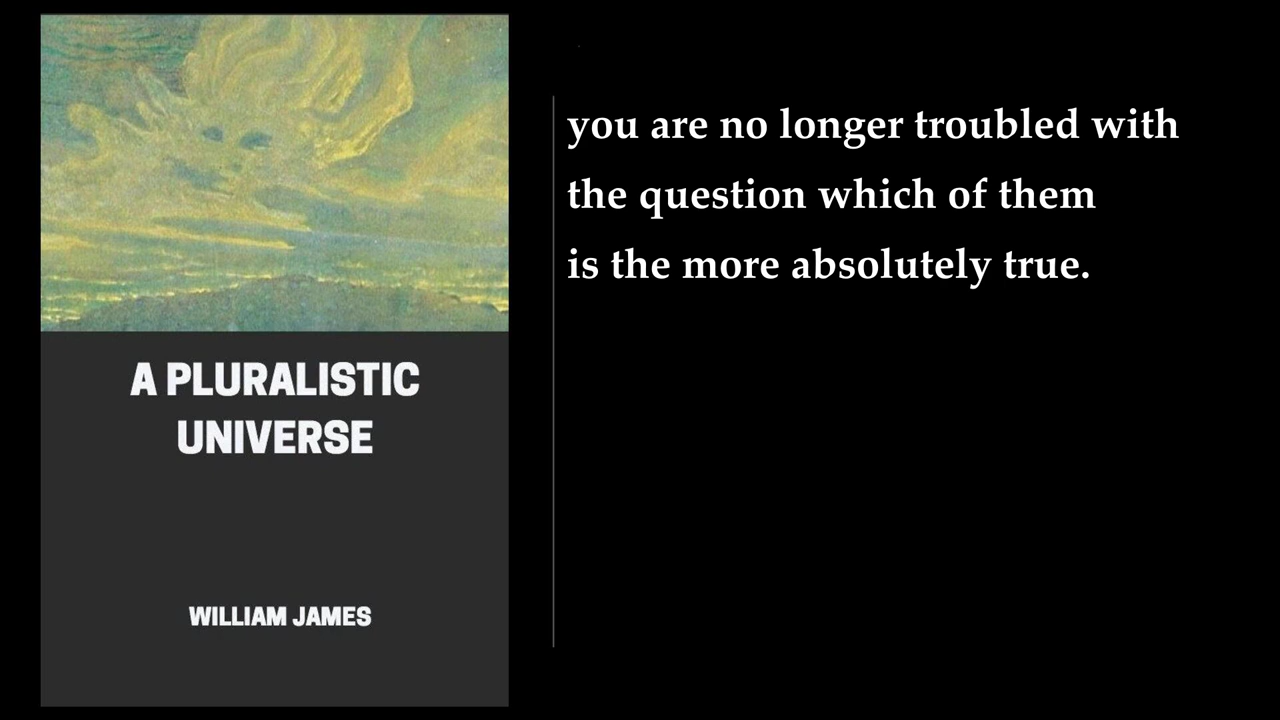 A PLURALISTIC
UNIVERSE
WILLIAM JAMES
you are no longer troubled with
the question which of them
is the more absolutely true.